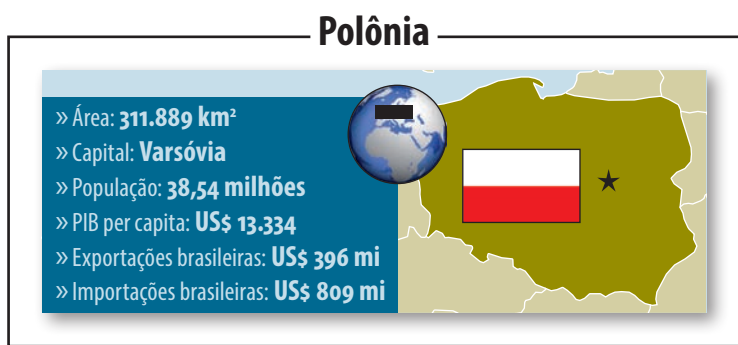 Polônia
» Área: 311.889 km²
» Capital: Varsóvia
» População: 38,54 milhões
» PIB per capita: US$ 13.334
» Exportações brasileiras: US$ 396 mi
» Importações brasileiras: US$ 809 mi